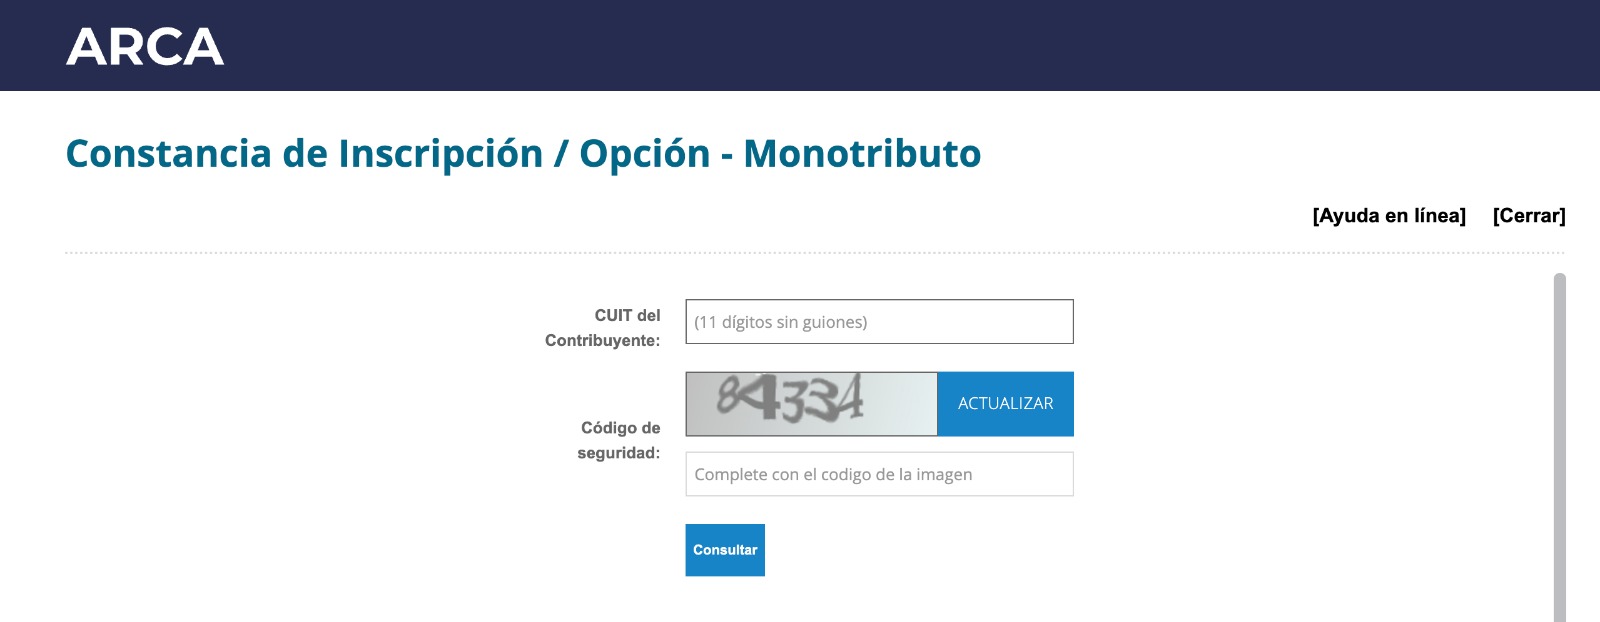 ARCA
Constancia de Inscripción / Opción - Monotributo
[Ayuda en línea] [Cerrar]
CUIT del
Contribuyente:
(11 dígitos sin guiones)
84334
ACTUALIZAR
Código de
seguridad:
Complete con el codigo de la imagen
Consultar